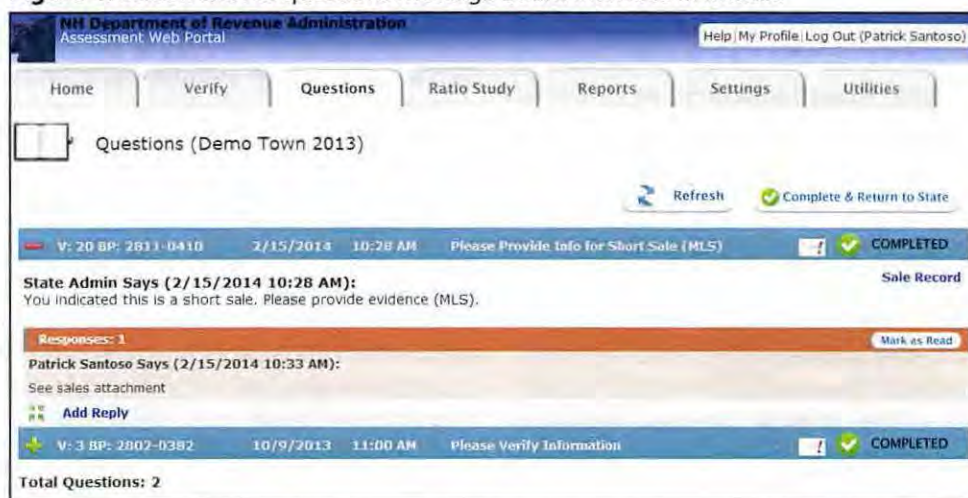 NH Department of Revenue Administration
Assessment Web Portal
Help My Profile Log Out (Patrick Santoso)
Home Verify Questions Ratio Study Reports Settings Utilities
Questions (Demo Town 2013)
Refresh Complete & Return to State
V: 20 BP: 2811-0410 2/15/2014 10:28 AM Please Provide Info for Short Sale (MLS) ! COMPLETED
State Admin Says (2/15/2014 10:28 AM): Sale Record
You indicated this is a short sale. Please provide evidence (MLS).
Responses: 1 Mark as Read
Patrick Santoso Says (2/15/2014 10:33 AM):
See sales attachment
Add Reply
V: 3 BP: 2802-0382 10/9/2013 11:00 AM Please Verify Information ! COMPLETED
Total Questions: 2